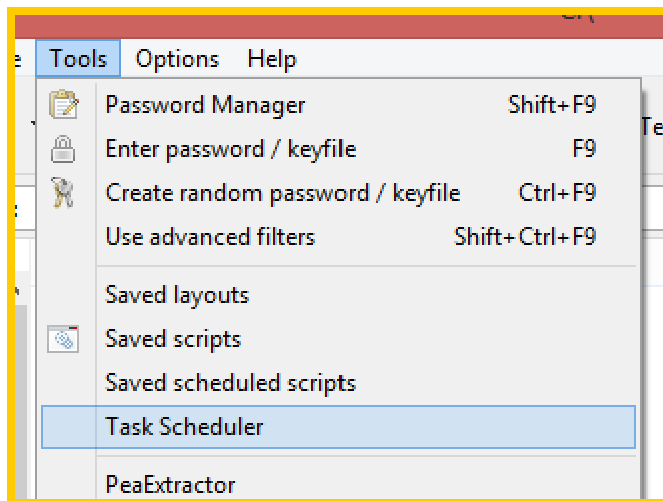 Tools Options Help
Password Manager Shift+F9
Enter password / keyfile F9
Create random password / keyfile Ctrl+F9
Use advanced filters Shift+Ctrl+F9
Saved layouts
Saved scripts
Saved scheduled scripts
Task Scheduler
PeaExtractor